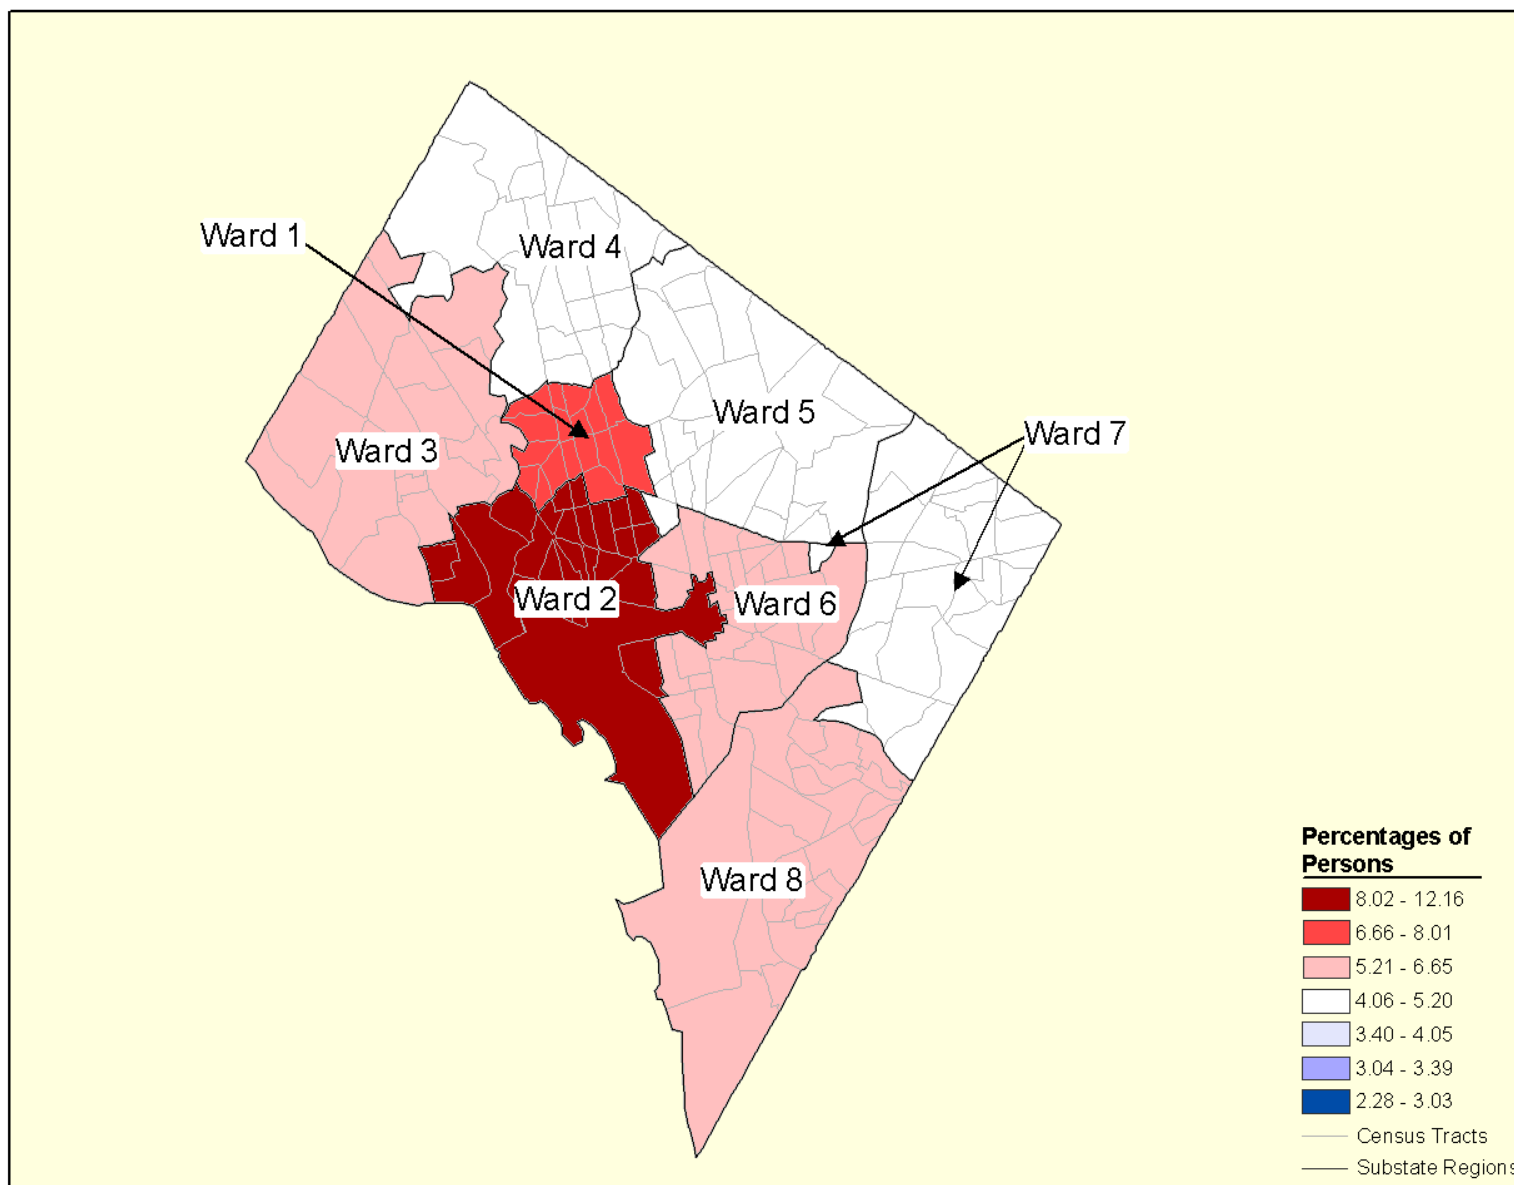 Ward 1
Ward 4
Ward 5
Ward 7
Ward 3
Ward 2
Ward 6
Ward 8
Percentages of
Persons
8.02 - 12.16
6.66 - 8.01
5.21 - 6.65
4.06 - 5.20
3.40 - 4.05
3.04 - 3.39
2.28 - 3.03
Census Tracts
Substate Regions